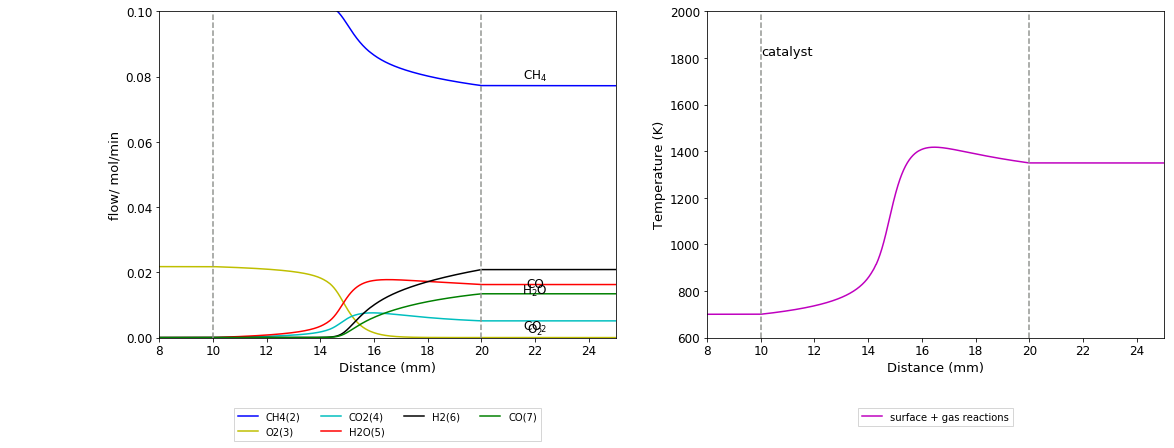 0.10
0.08
0.06
0.04
0.02
0.00
flow/ mol/min
CH₄
CO
H₂O
CO₂
O₂
8 10 12 14 16 18 20 22 24
Distance (mm)
CH4(2) CO2(4) H2(6) CO(7)
O2(3) H2O(5)
2000
1800
1600
1400
1200
1000
800
600
Temperature (K)
catalyst
8 10 12 14 16 18 20 22 24
Distance (mm)
surface + gas reactions